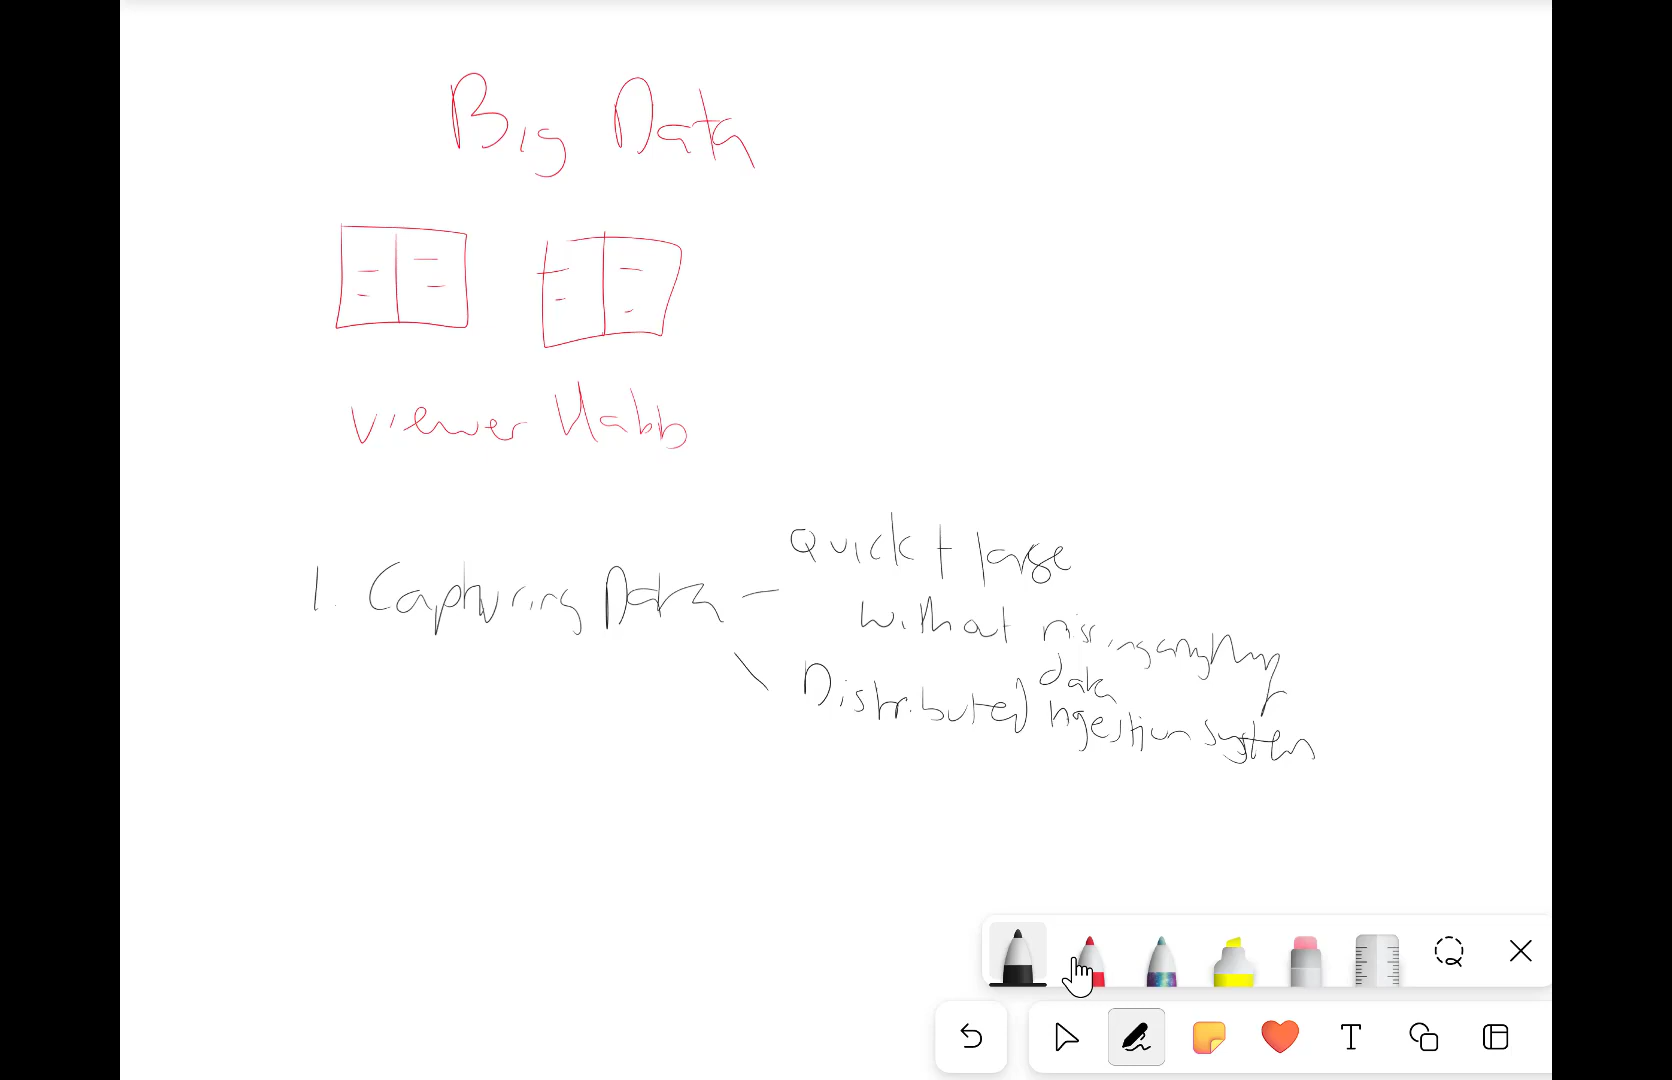 Big Data
viewer Habb
1. Capturing Data - Quick + large
without missing anything
Distributed data ingestion system
T